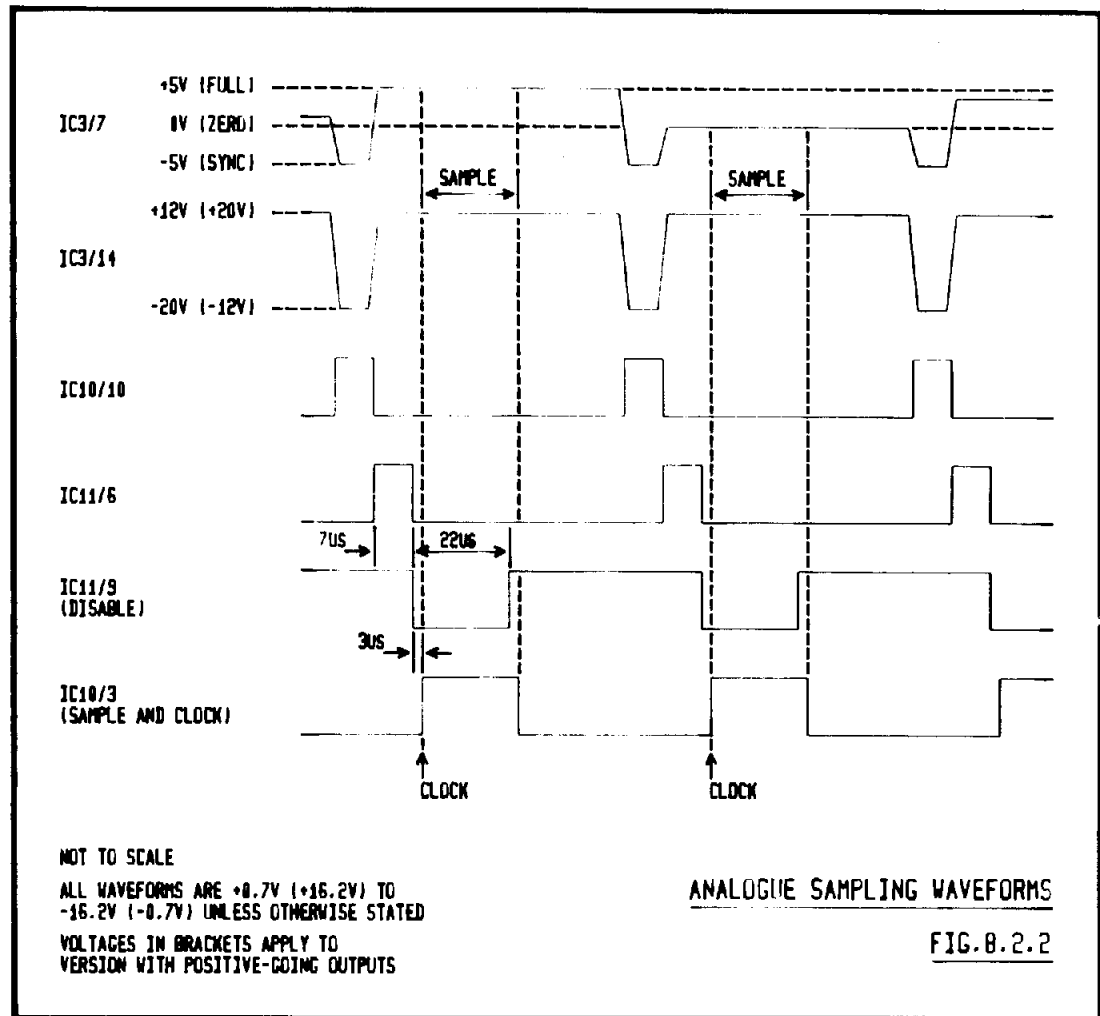 +5V (FULL)
IC3/7
0V (ZERO)
-5V (SYNC)
SAMPLE
SAMPLE
+12V (+20V)
IC3/14
-20V (-12V)
IC10/10
IC11/6
7US
22US
IC11/9
(DISABLE)
3US
IC10/3
(SAMPLE AND CLOCK)
CLOCK
CLOCK
NOT TO SCALE
ALL WAVEFORMS ARE +0.7V (+16.2V) TO
-16.2V (-0.7V) UNLESS OTHERWISE STATED
VOLTAGES IN BRACKETS APPLY TO
VERSION WITH POSITIVE-GOING OUTPUTS
ANALOGUE SAMPLING WAVEFORMS
FIG.8.2.2